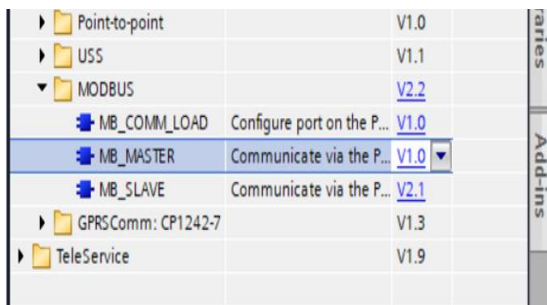 Point-to-point V1.0
USS V1.1
MODBUS V2.2
MB_COMM_LOAD Configure port on the P... V1.0
MB_MASTER Communicate via the P... V1.0
MB_SLAVE Communicate via the P... V2.1
GPRSComm: CP1242-7 V1.3
TeleService V1.9
raries
Add-ins